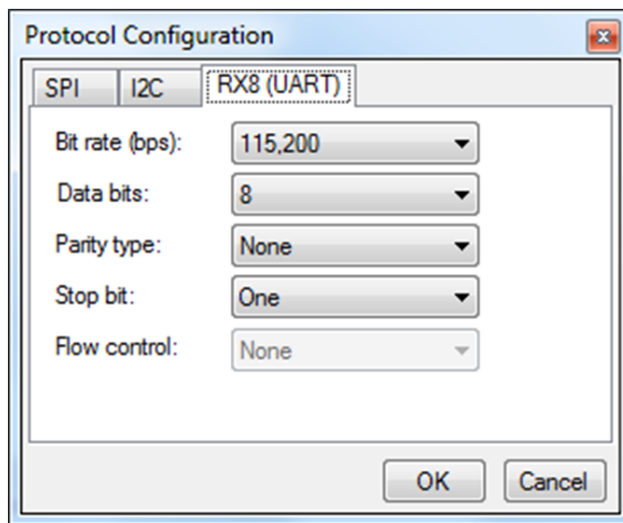 Protocol Configuration
SPI I2C RX8 (UART)
Bit rate (bps): 115,200
Data bits: 8
Parity type: None
Stop bit: One
Flow control: None
OK Cancel